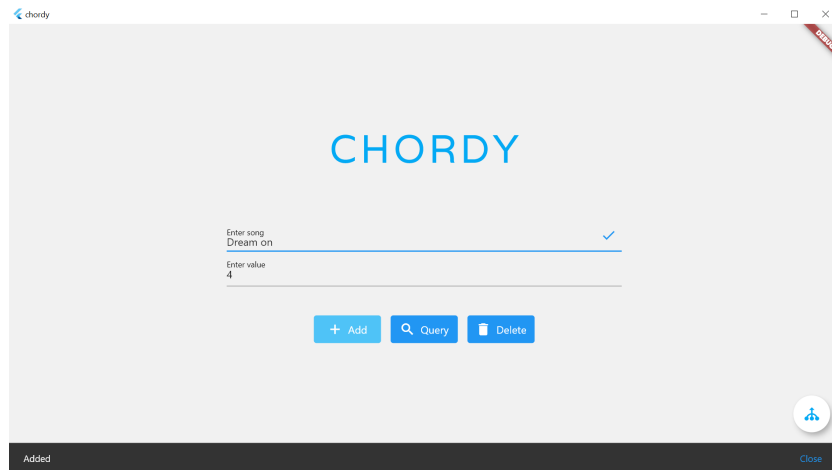 chordy
DEBUG
CHORDY
Enter song
Dream on
Enter value
4
Add
Query
Delete
Added
Close